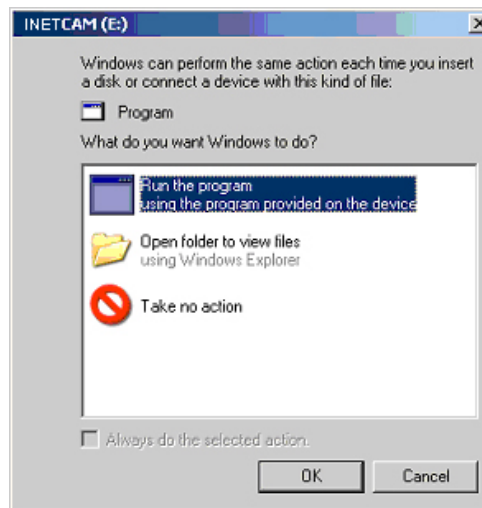 INETCAM (E:)
Windows can perform the same action each time you insert
a disk or connect a device with this kind of file:
Program
What do you want Windows to do?
Run the program
using the program provided on the device
Open folder to view files
using Windows Explorer
Take no action
Always do the selected action.
OK
Cancel